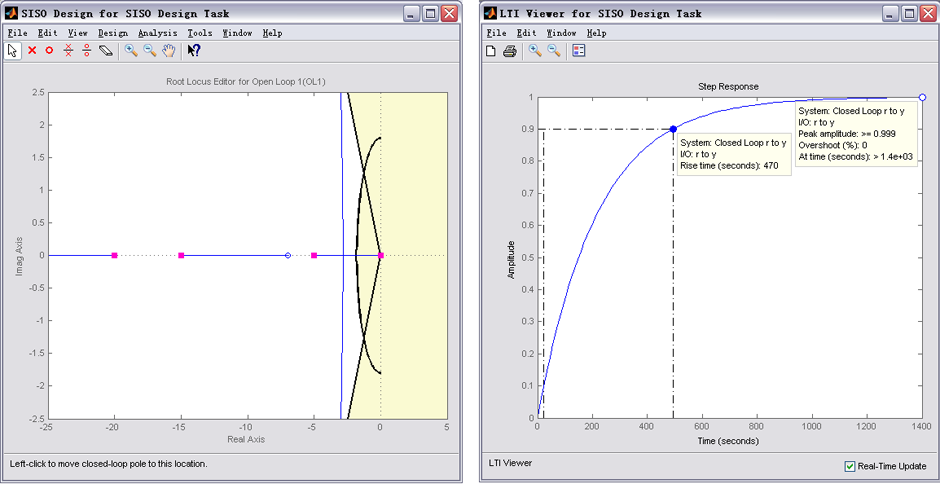 SISO Design for SISO Design Task
File Edit View Design Analysis Tools Window Help
Root Locus Editor for Open Loop 1(OL1)
2.5
2
1.5
1
0.5
0
-0.5
-1
-1.5
-2
-2.5
Imag Axis
-25 -20 -15 -10 -5 0 5
Real Axis
Left-click to move closed-loop pole to this location.
LTI Viewer for SISO Design Task
File Edit Window Help
Step Response
1
0.9
0.8
0.7
0.6
0.5
0.4
0.3
0.2
0.1
0
Amplitude
System: Closed Loop r to y
I/O: r to y
Rise time (seconds): 470
System: Closed Loop r to y
I/O: r to y
Peak amplitude: >= 0.999
Overshoot (%): 0
At time (seconds): > 1.4e+03
0 200 400 600 800 1000 1200 1400
Time (seconds)
LTI Viewer
Real-Time Update